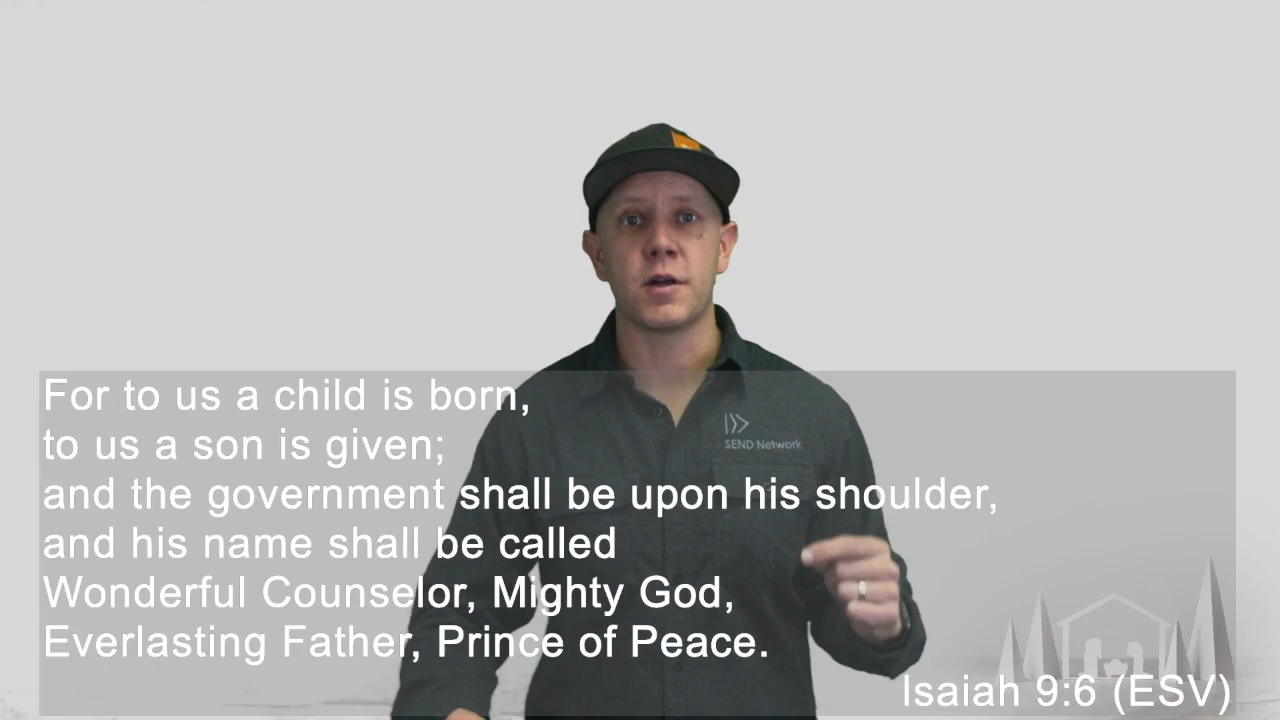 SEND Network
For to us a child is born,
to us a son is given;
and the government shall be upon his shoulder,
and his name shall be called
Wonderful Counselor, Mighty God,
Everlasting Father, Prince of Peace.
Isaiah 9:6 (ESV)